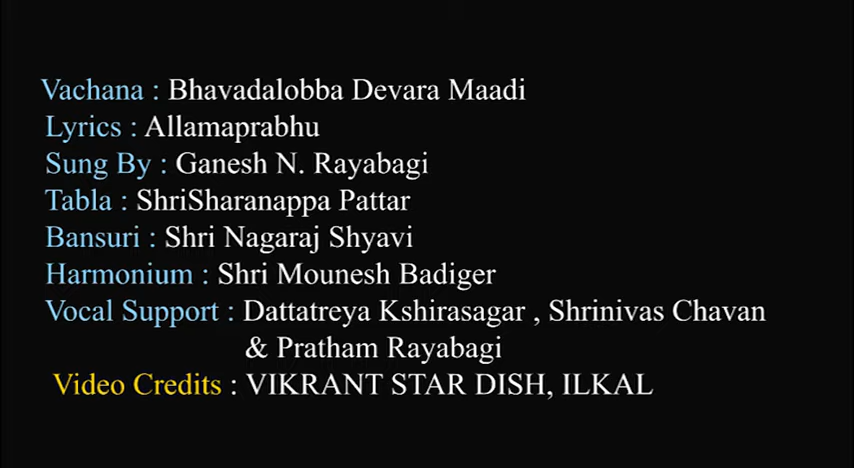 Vachana : Bhavadalobba Devara Maadi
Lyrics : Allamaprabhu
Sung By : Ganesh N. Rayabagi
Tabla : ShriSharanappa Pattar
Bansuri : Shri Nagaraj Shyavi
Harmonium : Shri Mounesh Badiger
Vocal Support : Dattatreya Kshirasagar , Shrinivas Chavan
& Pratham Rayabagi
Video Credits : VIKRANT STAR DISH, ILKAL